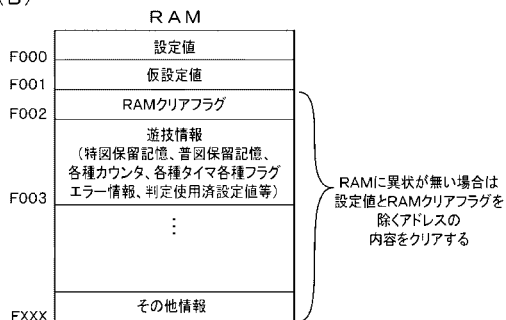 (B)
RAM
F000
設定値
F001
仮設定値
F002
RAMクリアフラグ
F003
遊技情報
(特図保留記憶、普図保留記憶、
各種カウンタ、各種タイマ各種フラグ
エラー情報、判定使用済設定値等)
⋮
FXXX
その他情報
RAMに異状が無い場合は
設定値とRAMクリアフラグを
除くアドレスの
内容をクリアする